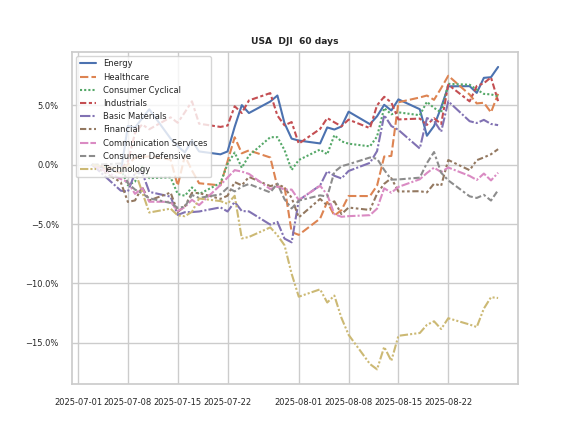 USA  DJI  60 days
Energy
Healthcare
Consumer Cyclical
Industrials
Basic Materials
Financial
Communication Services
Consumer Defensive
Technology
5.0%
0.0%
−5.0%
−10.0%
−15.0%
2025-07-01 2025-07-08 2025-07-15 2025-07-22 2025-08-01 2025-08-08 2025-08-15 2025-08-22